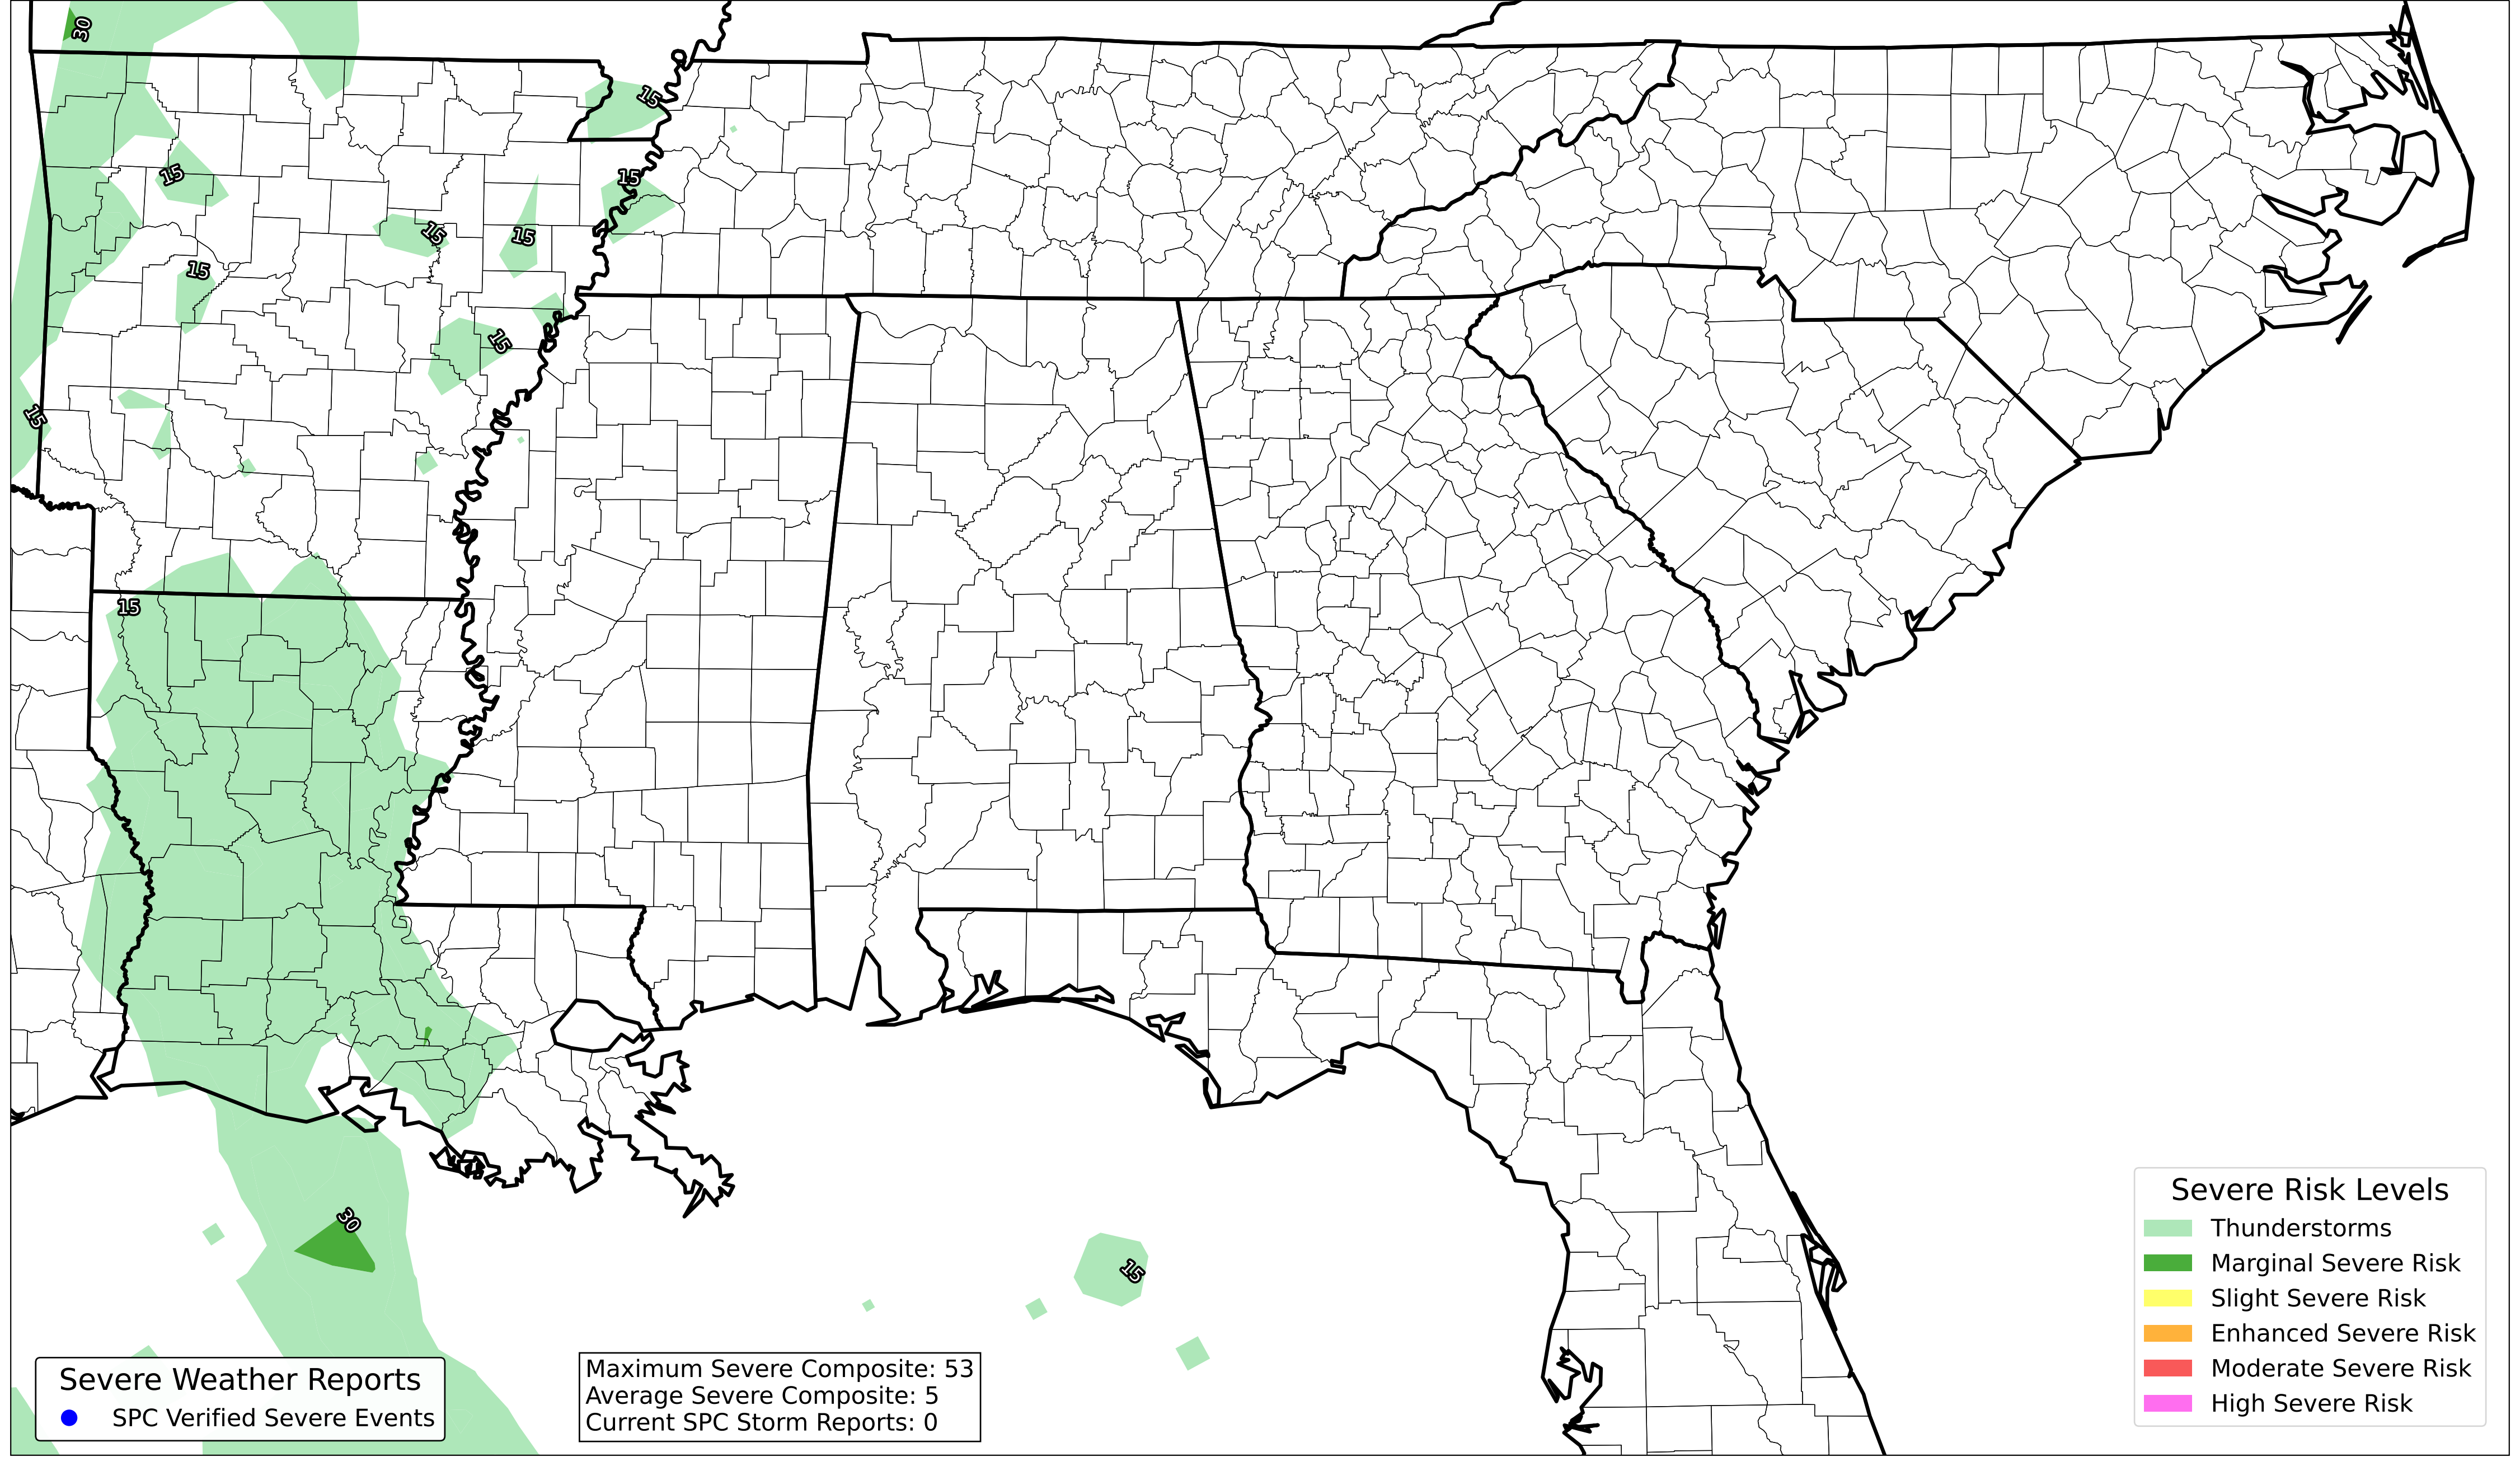 30
15
15
15
15
15
15
15
15
15
30
15
Severe Weather Reports
SPC Verified Severe Events
Maximum Severe Composite: 53
Average Severe Composite: 5
Current SPC Storm Reports: 0
Severe Risk Levels
Thunderstorms
Marginal Severe Risk
Slight Severe Risk
Enhanced Severe Risk
Moderate Severe Risk
High Severe Risk